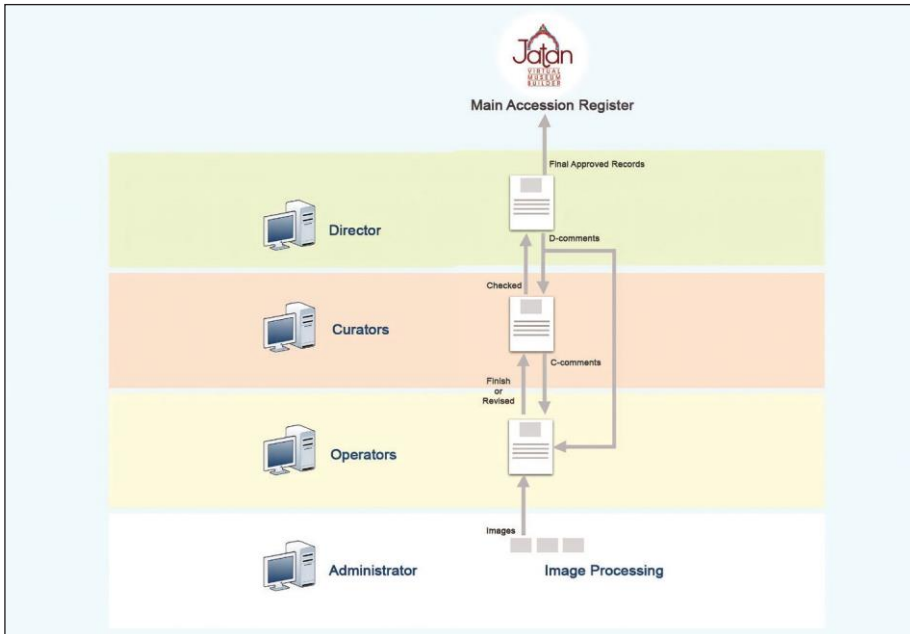 Jatan
VIRTUAL
MUSEUM
BUILDER
Main Accession Register
Final Approved Records
Director
D-comments
Checked
Curators
C-comments
Finish
or
Revised
Operators
Images
Administrator
Image Processing